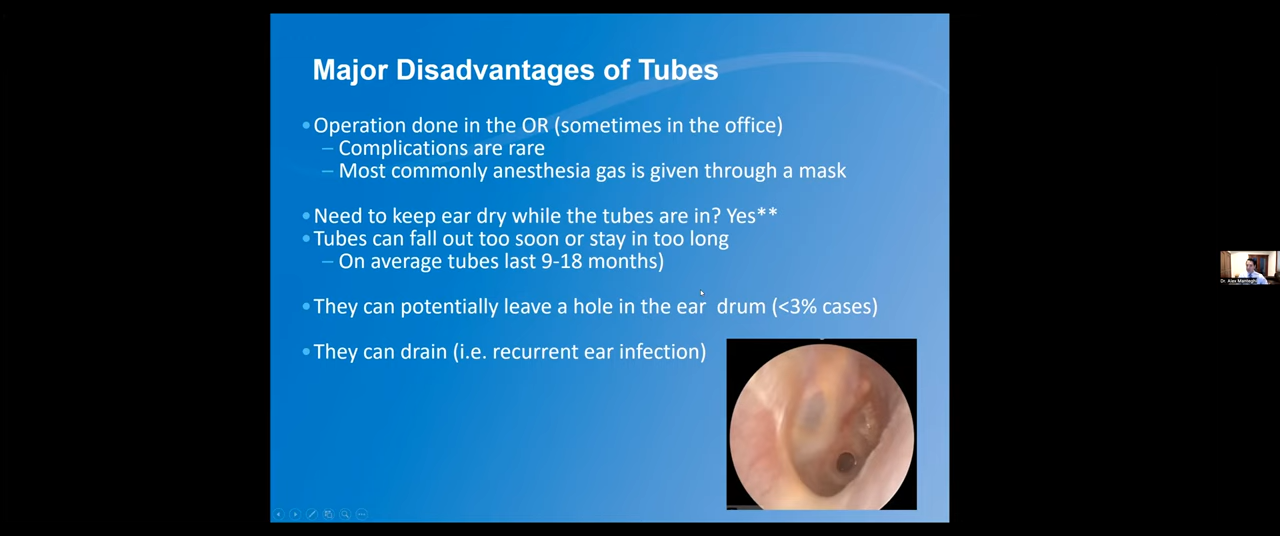 Major Disadvantages of Tubes
•Operation done in the OR (sometimes in the office)
– Complications are rare
– Most commonly anesthesia gas is given through a mask
•Need to keep ear dry while the tubes are in? Yes**
•Tubes can fall out too soon or stay in too long
– On average tubes last 9-18 months)
•They can potentially leave a hole in the ear drum (<3% cases)
•They can drain (i.e. recurrent ear infection)
Dr. Alex